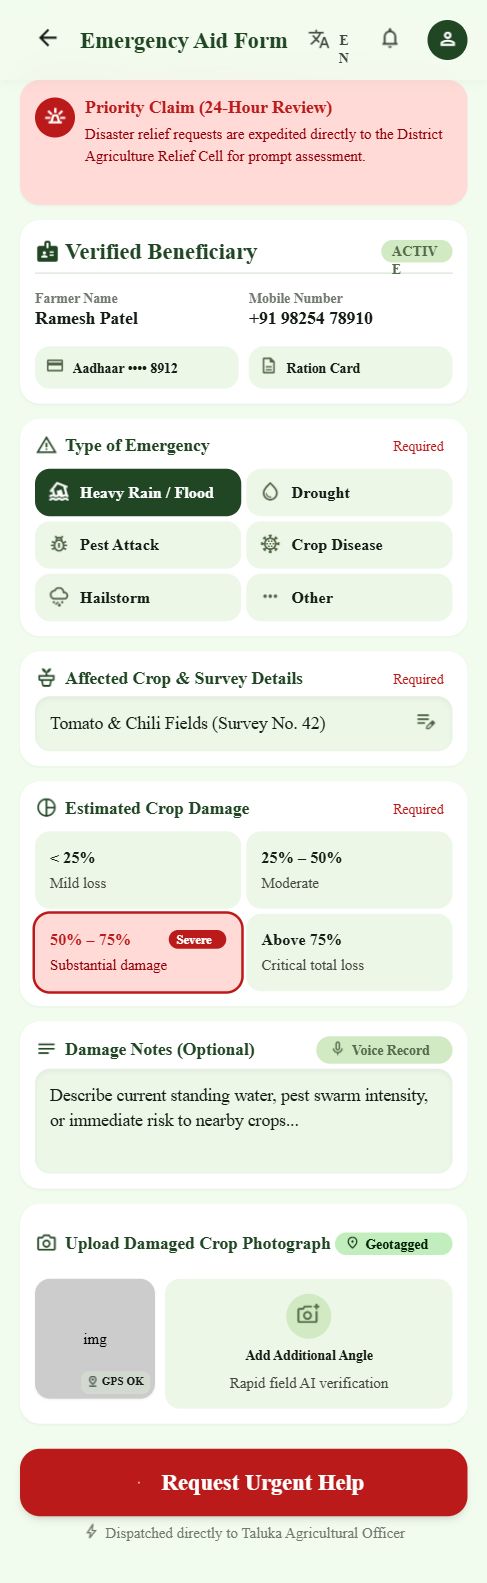 Emergency Aid Form
E
N
Priority Claim (24-Hour Review)
Disaster relief requests are expedited directly to the District
Agriculture Relief Cell for prompt assessment.
Verified Beneficiary
ACTIV
E
Farmer Name
Mobile Number
Ramesh Patel
+91 98254 78910
Aadhaar •••• 8912
Ration Card
Type of Emergency
Required
Heavy Rain / Flood
Drought
Pest Attack
Crop Disease
Hailstorm
Other
Affected Crop & Survey Details
Required
Tomato & Chili Fields (Survey No. 42)
Estimated Crop Damage
Required
< 25%
25% – 50%
Mild loss
Moderate
50% – 75%
Severe
Above 75%
Substantial damage
Critical total loss
Damage Notes (Optional)
Voice Record
Describe current standing water, pest swarm intensity,
or immediate risk to nearby crops...
Upload Damaged Crop Photograph
Geotagged
img
GPS OK
Add Additional Angle
Rapid field AI verification
Request Urgent Help
Dispatched directly to Taluka Agricultural Officer